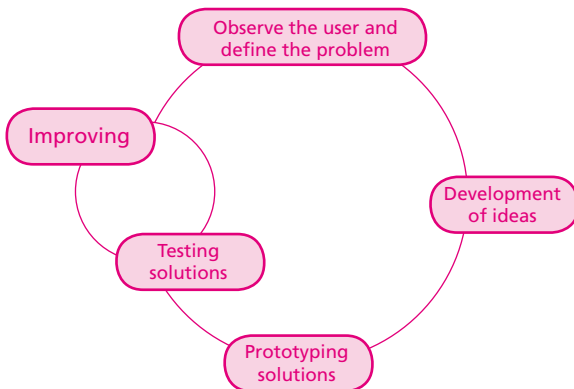 Observe the user and
define the problem
Improving
Development
of ideas
Testing
solutions
Prototyping
solutions